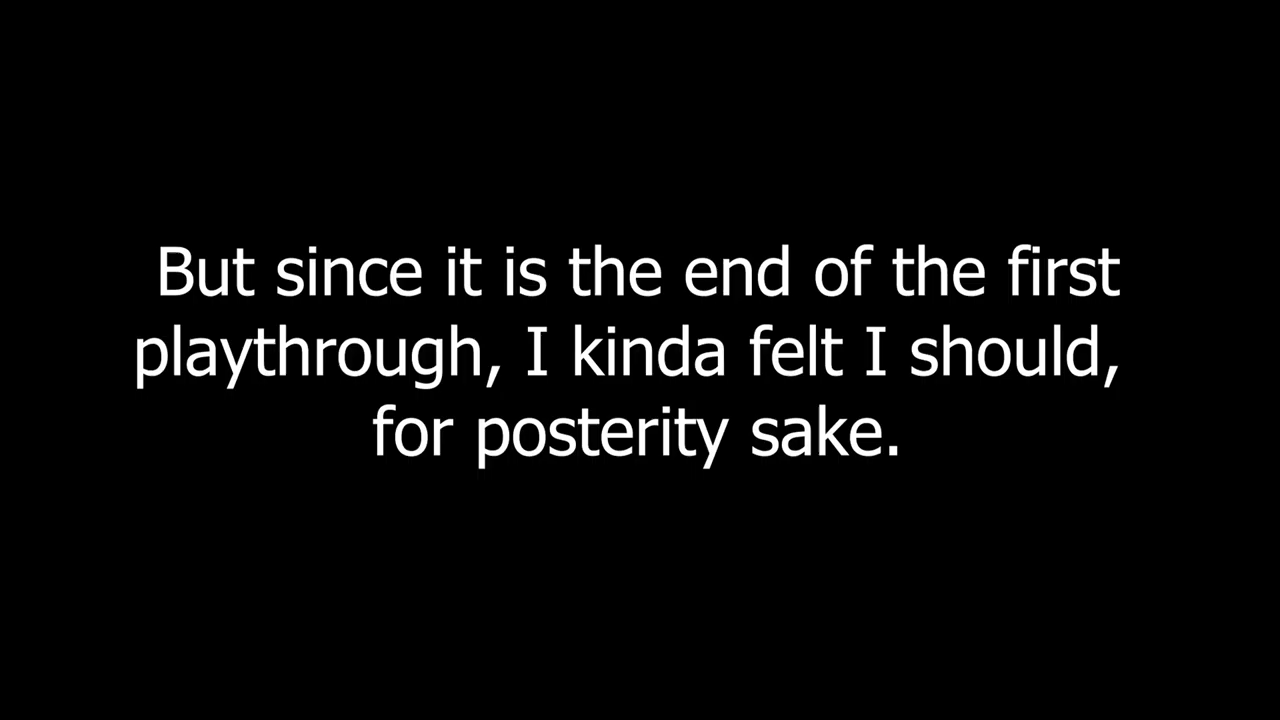 But since it is the end of the first
playthrough, I kinda felt I should,
for posterity sake.